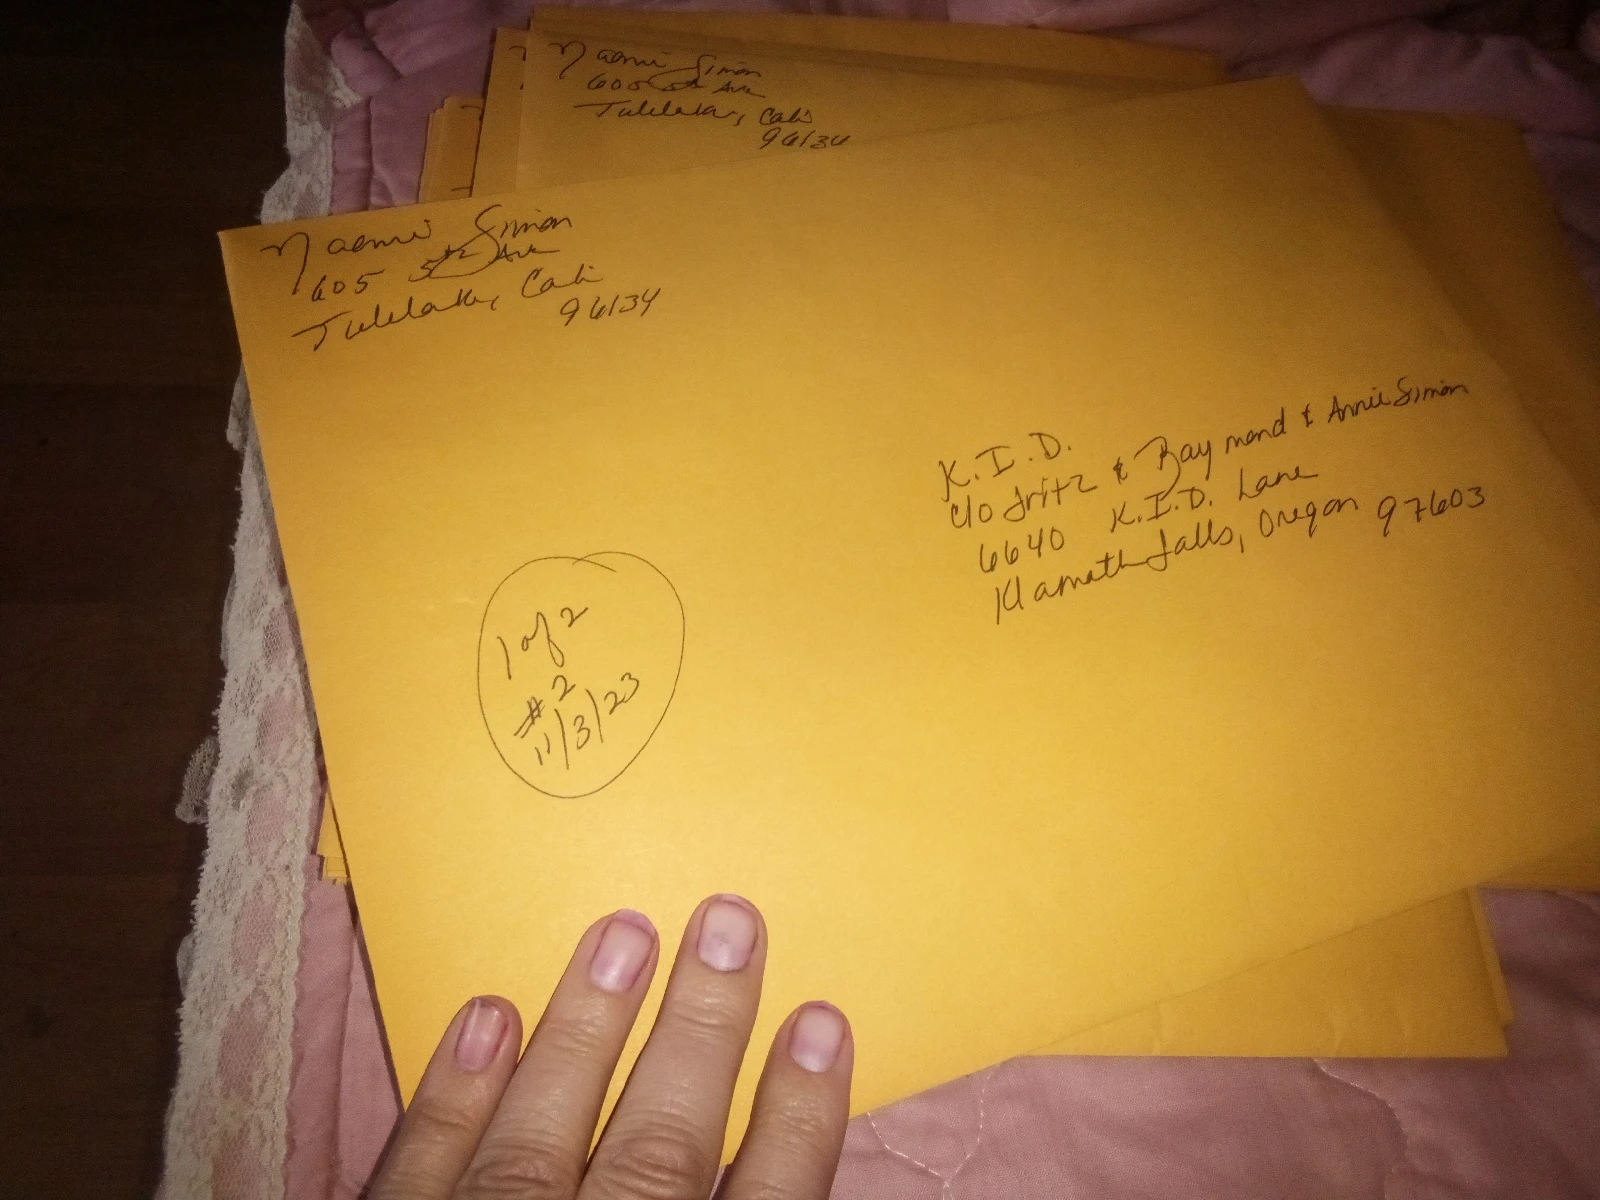 Naomi Simon
605 5th Ave
Tulelake, Cali
96134
Naomi Simon
605 5th Ave
Tulelake, Cali
96134
K.I.D.
c/o Fritz & Raymond & Annie Simon
6640 K.I.D. Lane
Klamath Falls, Oregon 97603
1 of 2
#2
11/3/23